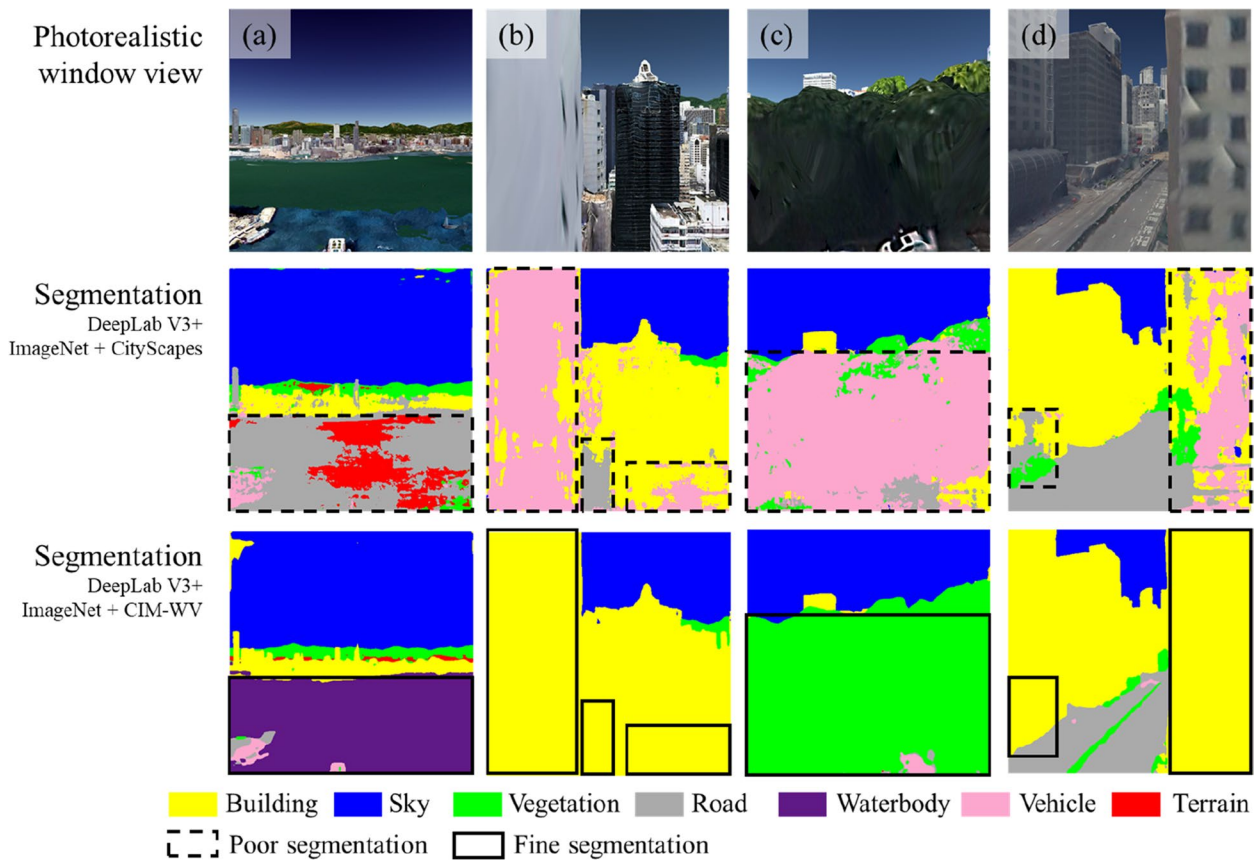 Photorealistic
window view
(a)
(b)
(c)
(d)
Segmentation
DeepLab V3+
ImageNet + CityScapes
Segmentation
DeepLab V3+
ImageNet + CIM-WV
Building
Sky
Vegetation
Road
Waterbody
Vehicle
Terrain
Poor segmentation
Fine segmentation